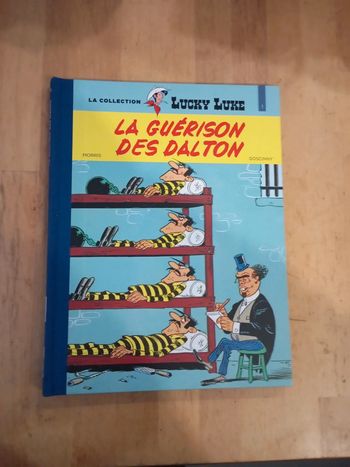 LA COLLECTION LUCKY LUKE
LA GUÉRISON
DES DALTON
MORRIS GOSCINNY